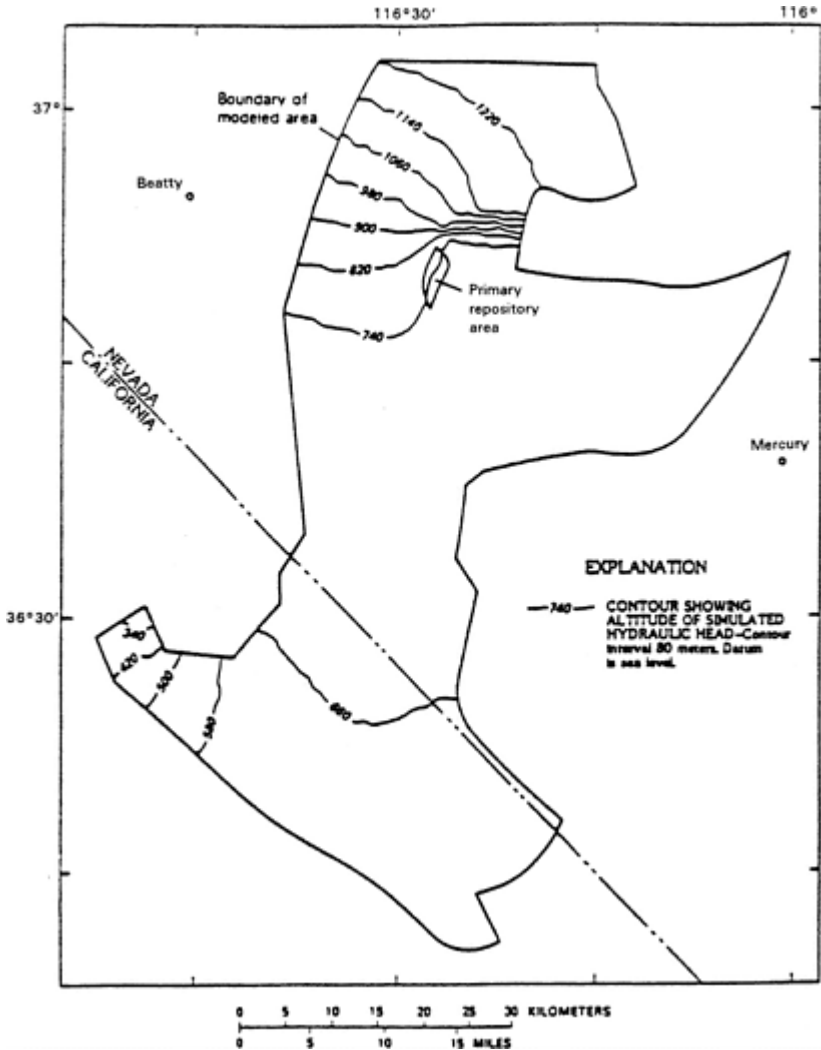 116°30'
116°
37°
Boundary of
modeled area
1220
1140
1060
980
900
820
740
Beatty
Primary
repository
area
NEVADA
CALIFORNIA
Mercury
EXPLANATION
740 CONTOUR SHOWING
ALTITUDE OF SIMULATED
HYDRAULIC HEAD—Contour
interval 80 meters. Datum
is sea level.
36°30'
340
420
500
580
660
0 5 10 15 20 25 30 KILOMETERS
0 5 10 15 MILES